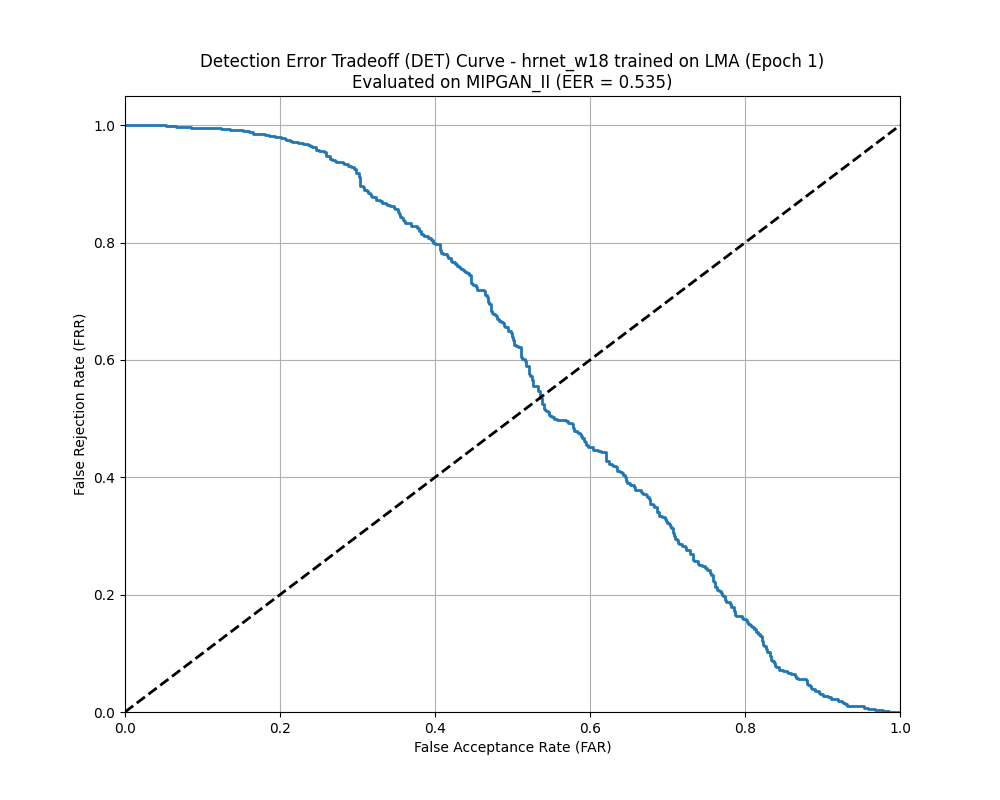 Detection Error Tradeoff (DET) Curve - hrnet_w18 trained on LMA (Epoch 1)
Evaluated on MIPGAN_II (EER = 0.535)
1.0
0.8
0.6
0.4
0.2
0.0
False Rejection Rate (FRR)
0.0 0.2 0.4 0.6 0.8 1.0
False Acceptance Rate (FAR)